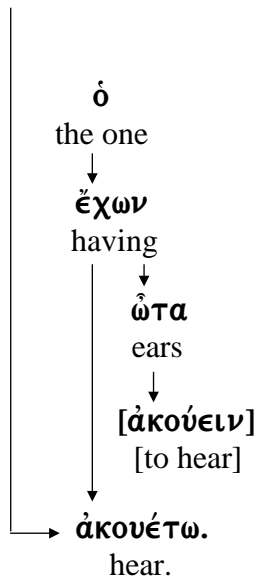 ὁ
the one
ἔχων
having
ὦτα
ears
[ἀκούειν]
[to hear]
ἀκουέτω.
hear.